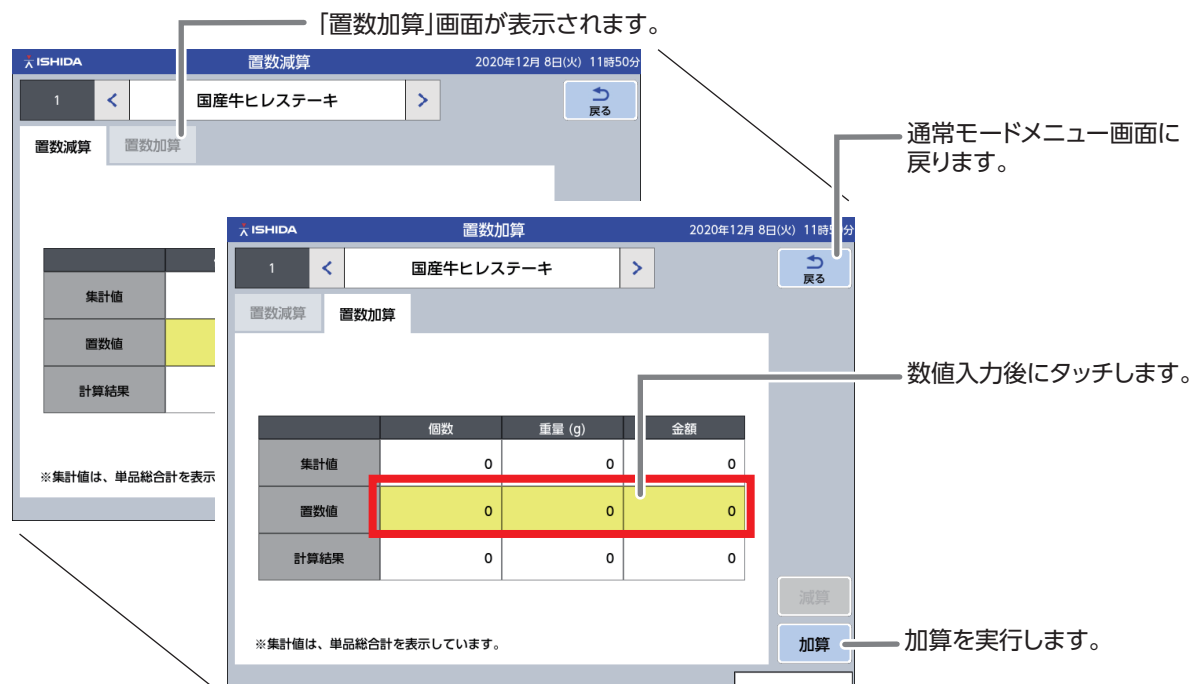 「置数加算」画面が表示されます。
ISHIDA 置数減算 2020年12月 8日(火) 11時50分
1 < 国産牛ヒレステーキ > 戻る
置数減算 置数加算
集計値
置数値
計算結果
※集計値は、単品総合計を表示
通常モードメニュー画面に
戻ります。
ISHIDA 置数加算 2020年12月 8日(火) 11時 分
1 < 国産牛ヒレステーキ > 戻る
置数減算 置数加算
数値入力後にタッチします。
個数 重量 (g) 金額
集計値 0 0 0
置数値 0 0 0
計算結果 0 0 0
減算
※集計値は、単品総合計を表示しています。
加算
加算を実行します。